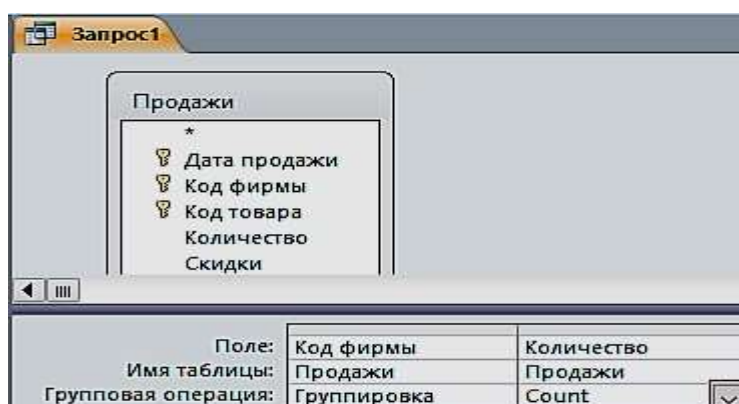 Запрос1
Продажи
*
Дата продажи
Код фирмы
Код товара
Количество
Скидки
Поле: Код фирмы Количество
Имя таблицы: Продажи Продажи
Групповая операция: Группировка Count